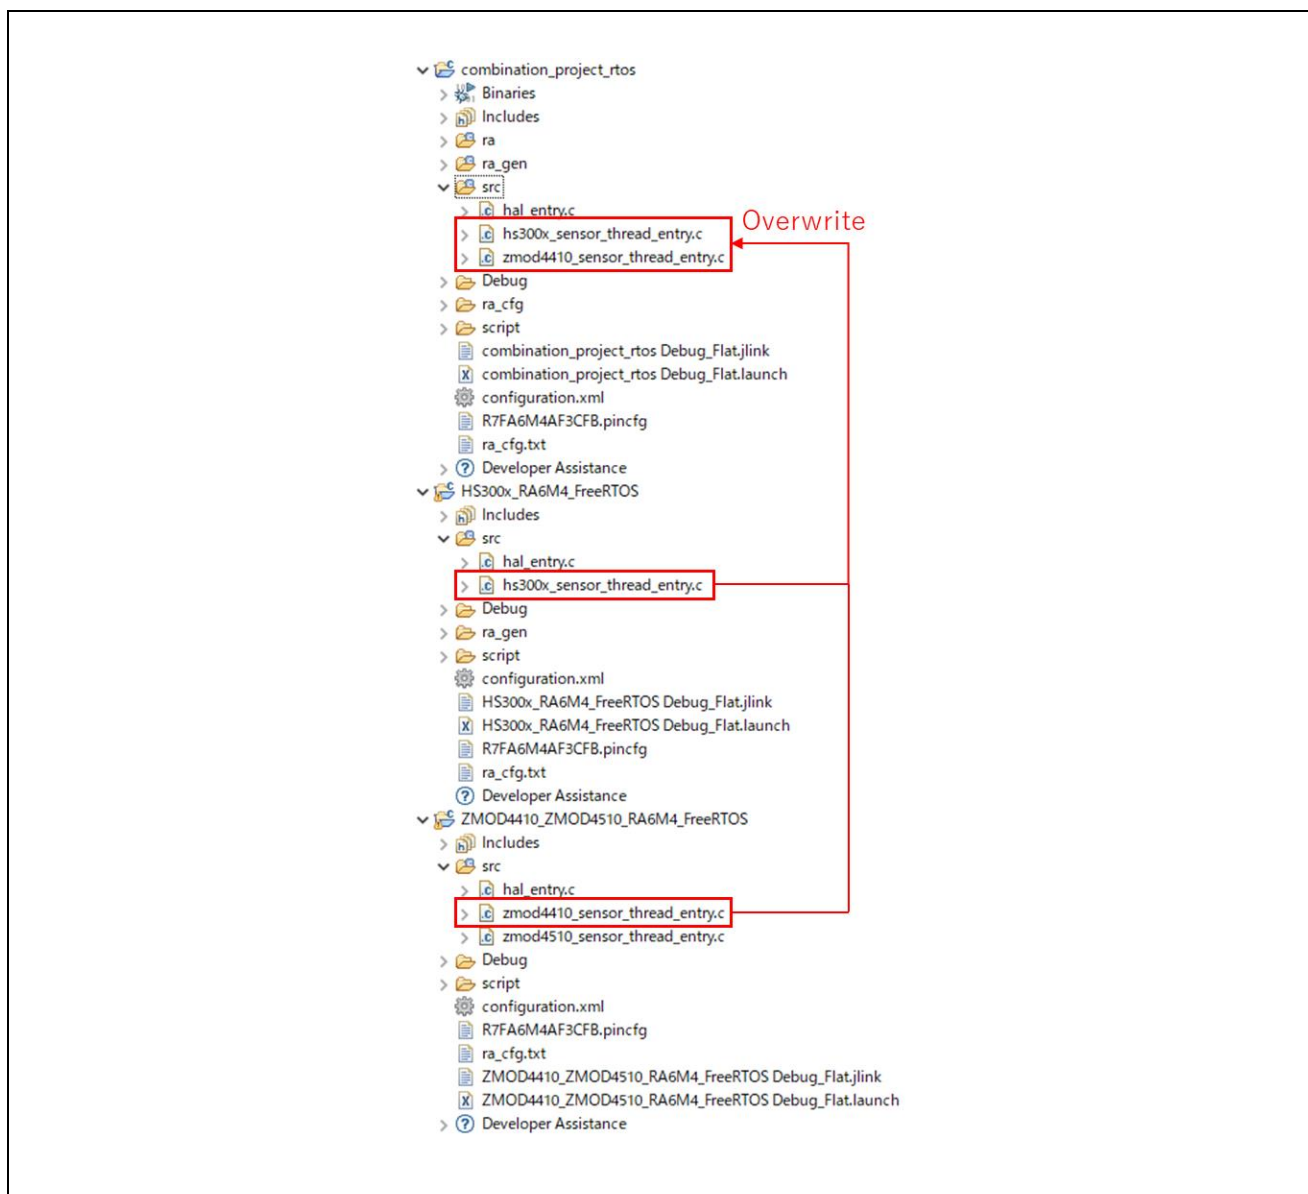 combination_project_rtos
Binaries
Includes
ra
ra_gen
src
hal_entry.c
hs300x_sensor_thread_entry.c
Overwrite
zmod4410_sensor_thread_entry.c
Debug
ra_cfg
script
combination_project_rtos Debug_Flat.jlink
combination_project_rtos Debug_Flat.launch
configuration.xml
R7FA6M4AF3CFB.pincfg
ra_cfg.txt
Developer Assistance
HS300x_RA6M4_FreeRTOS
Includes
src
hal_entry.c
hs300x_sensor_thread_entry.c
Debug
ra_gen
script
configuration.xml
HS300x_RA6M4_FreeRTOS Debug_Flat.jlink
HS300x_RA6M4_FreeRTOS Debug_Flat.launch
R7FA6M4AF3CFB.pincfg
ra_cfg.txt
Developer Assistance
ZMOD4410_ZMOD4510_RA6M4_FreeRTOS
Includes
src
hal_entry.c
zmod4410_sensor_thread_entry.c
zmod4510_sensor_thread_entry.c
Debug
script
configuration.xml
R7FA6M4AF3CFB.pincfg
ra_cfg.txt
ZMOD4410_ZMOD4510_RA6M4_FreeRTOS Debug_Flat.jlink
ZMOD4410_ZMOD4510_RA6M4_FreeRTOS Debug_Flat.launch
Developer Assistance